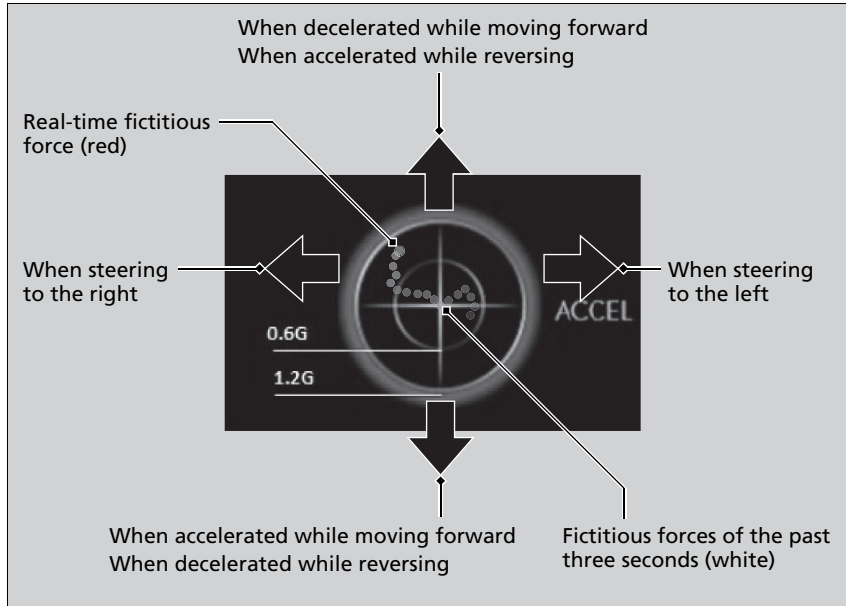 When decelerated while moving forward
When accelerated while reversing
Real-time fictitious
force (red)
When steering
to the right
When steering
to the left
ACCEL
0.6G
1.2G
When accelerated while moving forward
When decelerated while reversing
Fictitious forces of the past
three seconds (white)